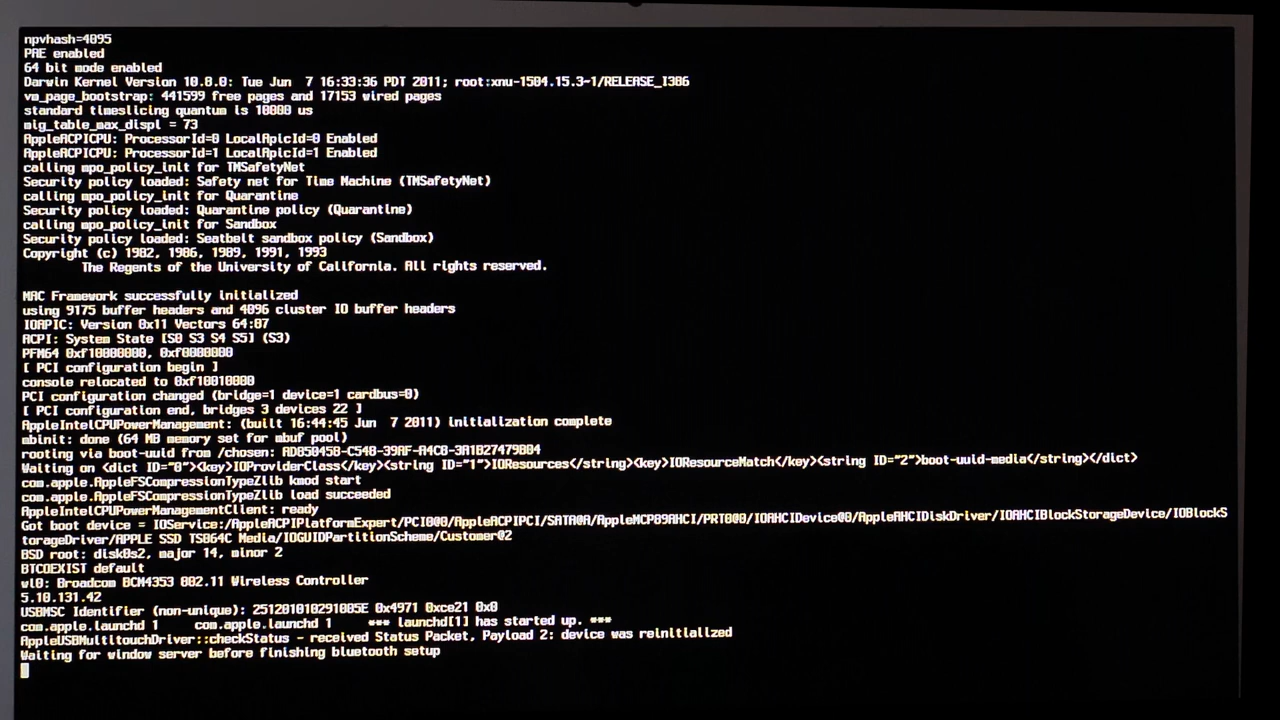 npvhash=4095
PAE enabled
64 bit mode enabled
Darwin Kernel Version 10.8.0: Tue Jun  7 16:33:36 PDT 2011; root:xnu-1504.15.3~1/RELEASE_I386
vm_page_bootstrap: 441599 free pages and 17153 wired pages
standard timeslicing quantum is 10000 us
mig_table_max_displ = 73
AppleACPICPU: ProcessorId=0 LocalApicId=0 Enabled
AppleACPICPU: ProcessorId=1 LocalApicId=1 Enabled
calling mpo_policy_init for TMSafetyNet
Security policy loaded: Safety net for Time Machine (TMSafetyNet)
calling mpo_policy_init for Quarantine
Security policy loaded: Quarantine policy (Quarantine)
calling mpo_policy_init for Sandbox
Security policy loaded: Seatbelt sandbox policy (Sandbox)
Copyright (c) 1982, 1986, 1989, 1991, 1993
The Regents of the University of California. All rights reserved.
MAC Framework successfully initialized
using 9175 buffer headers and 4096 cluster IO buffer headers
IOAPIC: Version 0x11 Vectors 64:87
ACPI: System State [S0 S3 S4 S5] (S3)
PFM64 0xf10000000, 0xf0000000
[ PCI configuration begin ]
console relocated to 0xf10010000
PCI configuration changed (bridge=1 device=1 cardbus=0)
[ PCI configuration end, bridges 3 devices 22 ]
AppleIntelCPUPowerManagement: (built 16:44:45 Jun  7 2011) initialization complete
mbinit: done (64 MB memory set for mbuf pool)
rooting via boot-uuid from /chosen: AD85045B-C540-39AF-A4C0-3A1B27479B04
Waiting on <dict ID="0"><key>IOProviderClass</key><string ID="1">IOResources</string><key>IOResourceMatch</key><string ID="2">boot-uuid-media</string></dict>
com.apple.AppleFSCompressionTypeZlib kmod start
com.apple.AppleFSCompressionTypeZlib load succeeded
AppleIntelCPUPowerManagementClient: ready
Got boot device = IOService:/AppleACPIPlatformExpert/PCI0@0/AppleACPIPCI/SATA@A/AppleMCP89AHCI/PRT0@0/IOAHCIDevice@0/AppleAHCIDiskDriver/IOAHCIBlockStorageDevice/IOBlockS
torageDriver/APPLE SSD TS064C Media/IOGUIDPartitionScheme/Customer@2
BSD root: disk0s2, major 14, minor 2
BTCOEXIST default
wl0: Broadcom BCM4353 802.11 Wireless Controller
5.10.131.42
USBMSC Identifier (non-unique): 251201010291005E 0x4971 0xce21 0x0
com.apple.launchd 1     com.apple.launchd 1     *** launchd[1] has started up. ***
AppleUSBMultitouchDriver::checkStatus - received Status Packet, Payload 2: device was reinitialized
Waiting for window server before finishing bluetooth setup